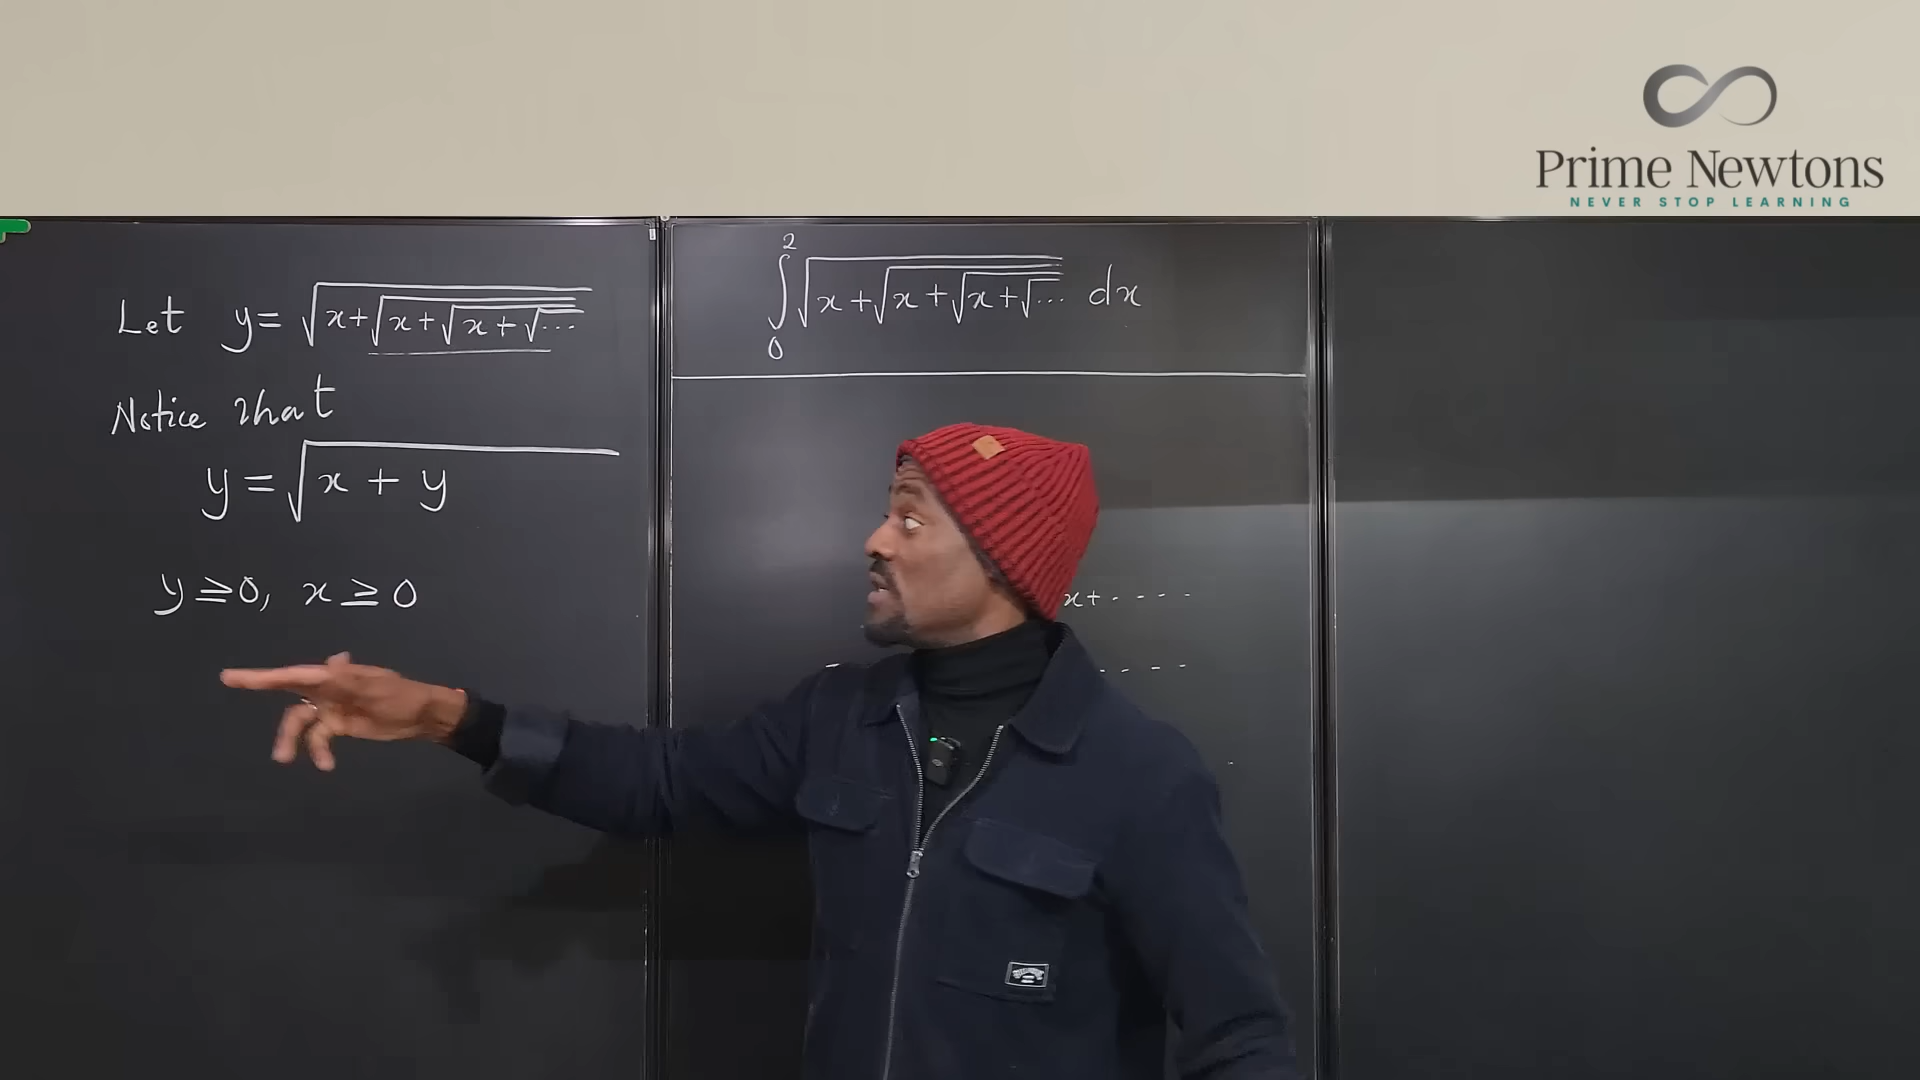 Prime Newtons
NEVER STOP LEARNING
Let y = √(x+√(x+√(x+√...
Notice that
y = √(x + y
y ≥ 0, x ≥ 0
∫₀² √(x+√(x+√(x+√... dx
x+ - - - -
- - - -